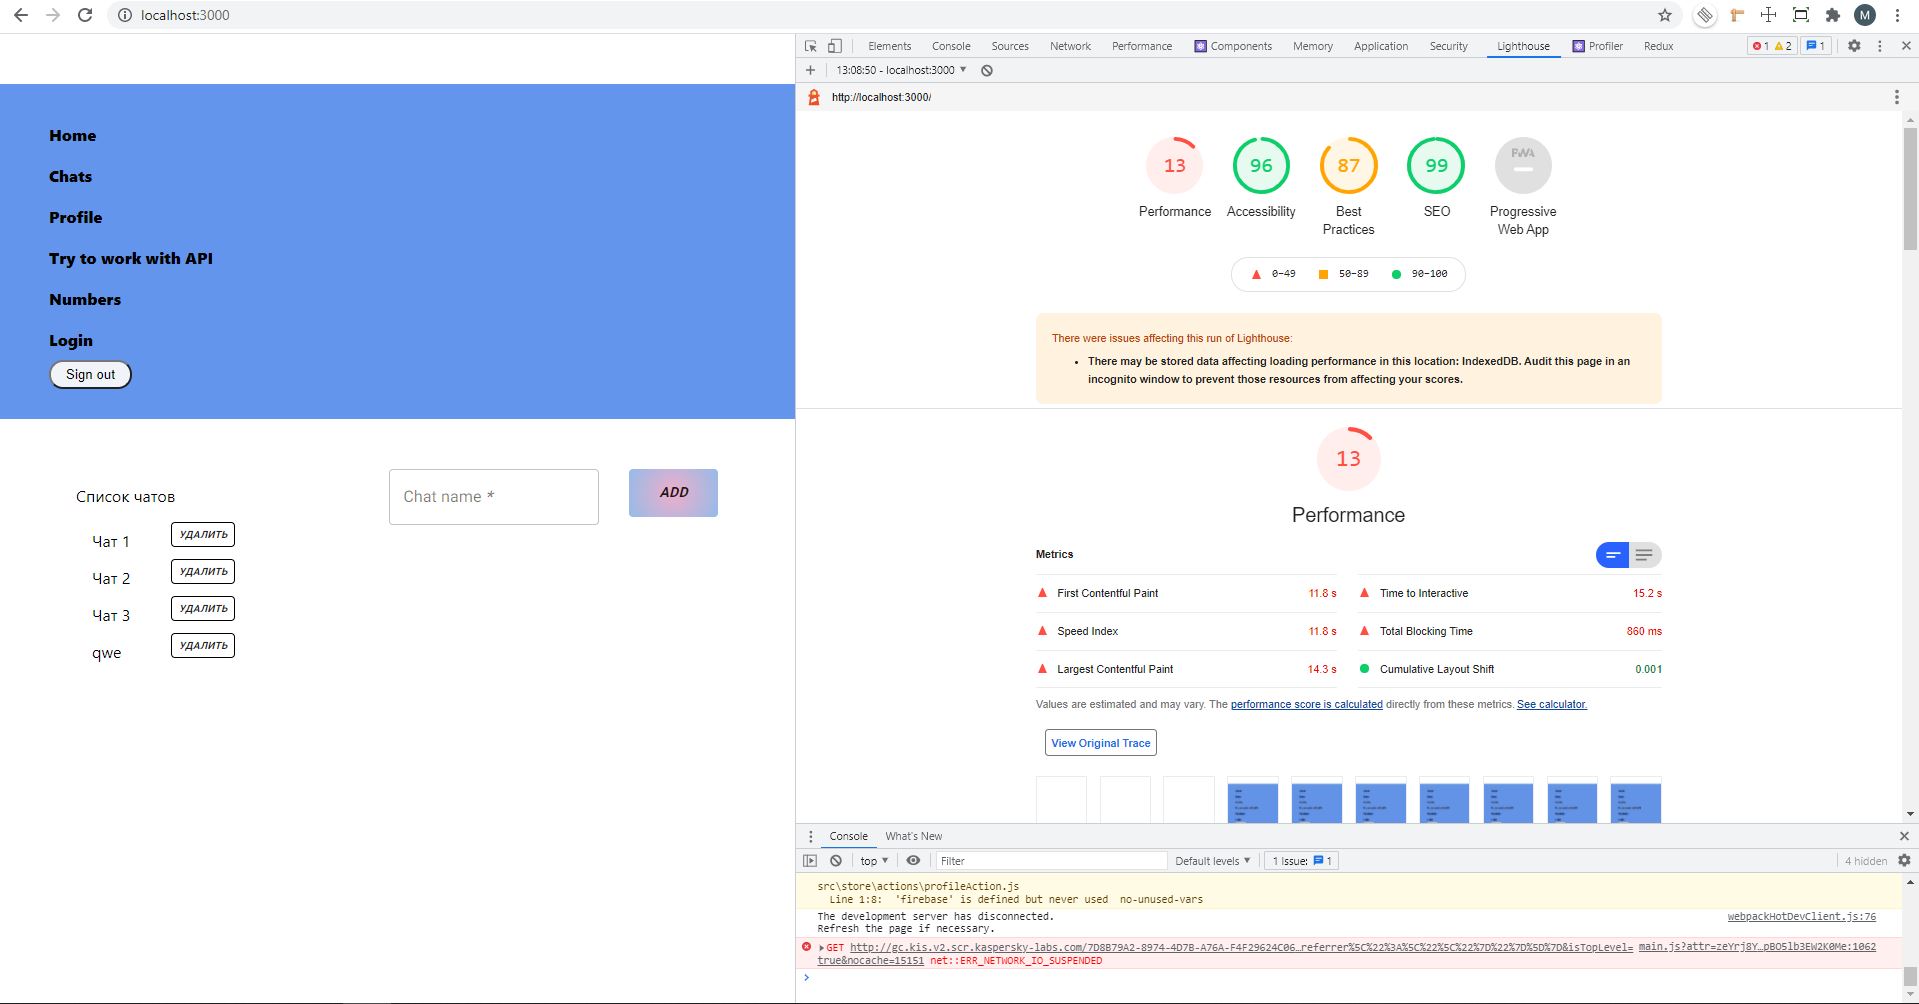 localhost:3000
M
Elements Console Sources Network Performance Components Memory Application Security Lighthouse Profiler Redux 1 2 1
13:08:50 - localhost:3000
http://localhost:3000/
Home
Chats
Profile
Try to work with API
Numbers
Login
Sign out
Список чатов
Чат 1 УДАЛИТЬ
Чат 2 УДАЛИТЬ
Чат 3 УДАЛИТЬ
qwe УДАЛИТЬ
Chat name *
ADD
13 96 87 99 PWA
Performance Accessibility Best Practices SEO Progressive Web App
0–49 50–89 90–100
There were issues affecting this run of Lighthouse:
There may be stored data affecting loading performance in this location: IndexedDB. Audit this page in an
incognito window to prevent those resources from affecting your scores.
13
Performance
Metrics
First Contentful Paint 11.8 s Time to Interactive 15.2 s
Speed Index 11.8 s Total Blocking Time 860 ms
Largest Contentful Paint 14.3 s Cumulative Layout Shift 0.001
Values are estimated and may vary. The performance score is calculated directly from these metrics. See calculator.
View Original Trace
Console What's New
top Filter Default levels 1 Issue: 1 4 hidden
src\store\actions\profileAction.js
Line 1:8: 'firebase' is defined but never used no-unused-vars
The development server has disconnected. webpackHotDevClient.js:76
Refresh the page if necessary.
GET http://gc.kis.v2.scr.kaspersky-labs.com/7D8B79A2-8974-4D7B-A76A-F4F29624C06…referrer%5C%22%3A%5C%22%5C%22%7D%22%7D%5D%7D&isTopLevel= main.js?attr=zeYrj8Y…pBO5lb3EW2K0Me:1062
true&nocache=15151 net::ERR_NETWORK_IO_SUSPENDED